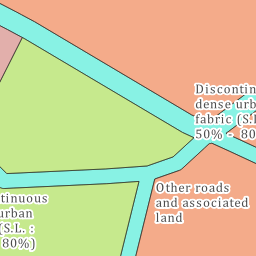 Discontin
dense urb
fabric (S.L
50% - 80
Other roads
and associated
land
tinuous
urban
(S.L. :
80%)